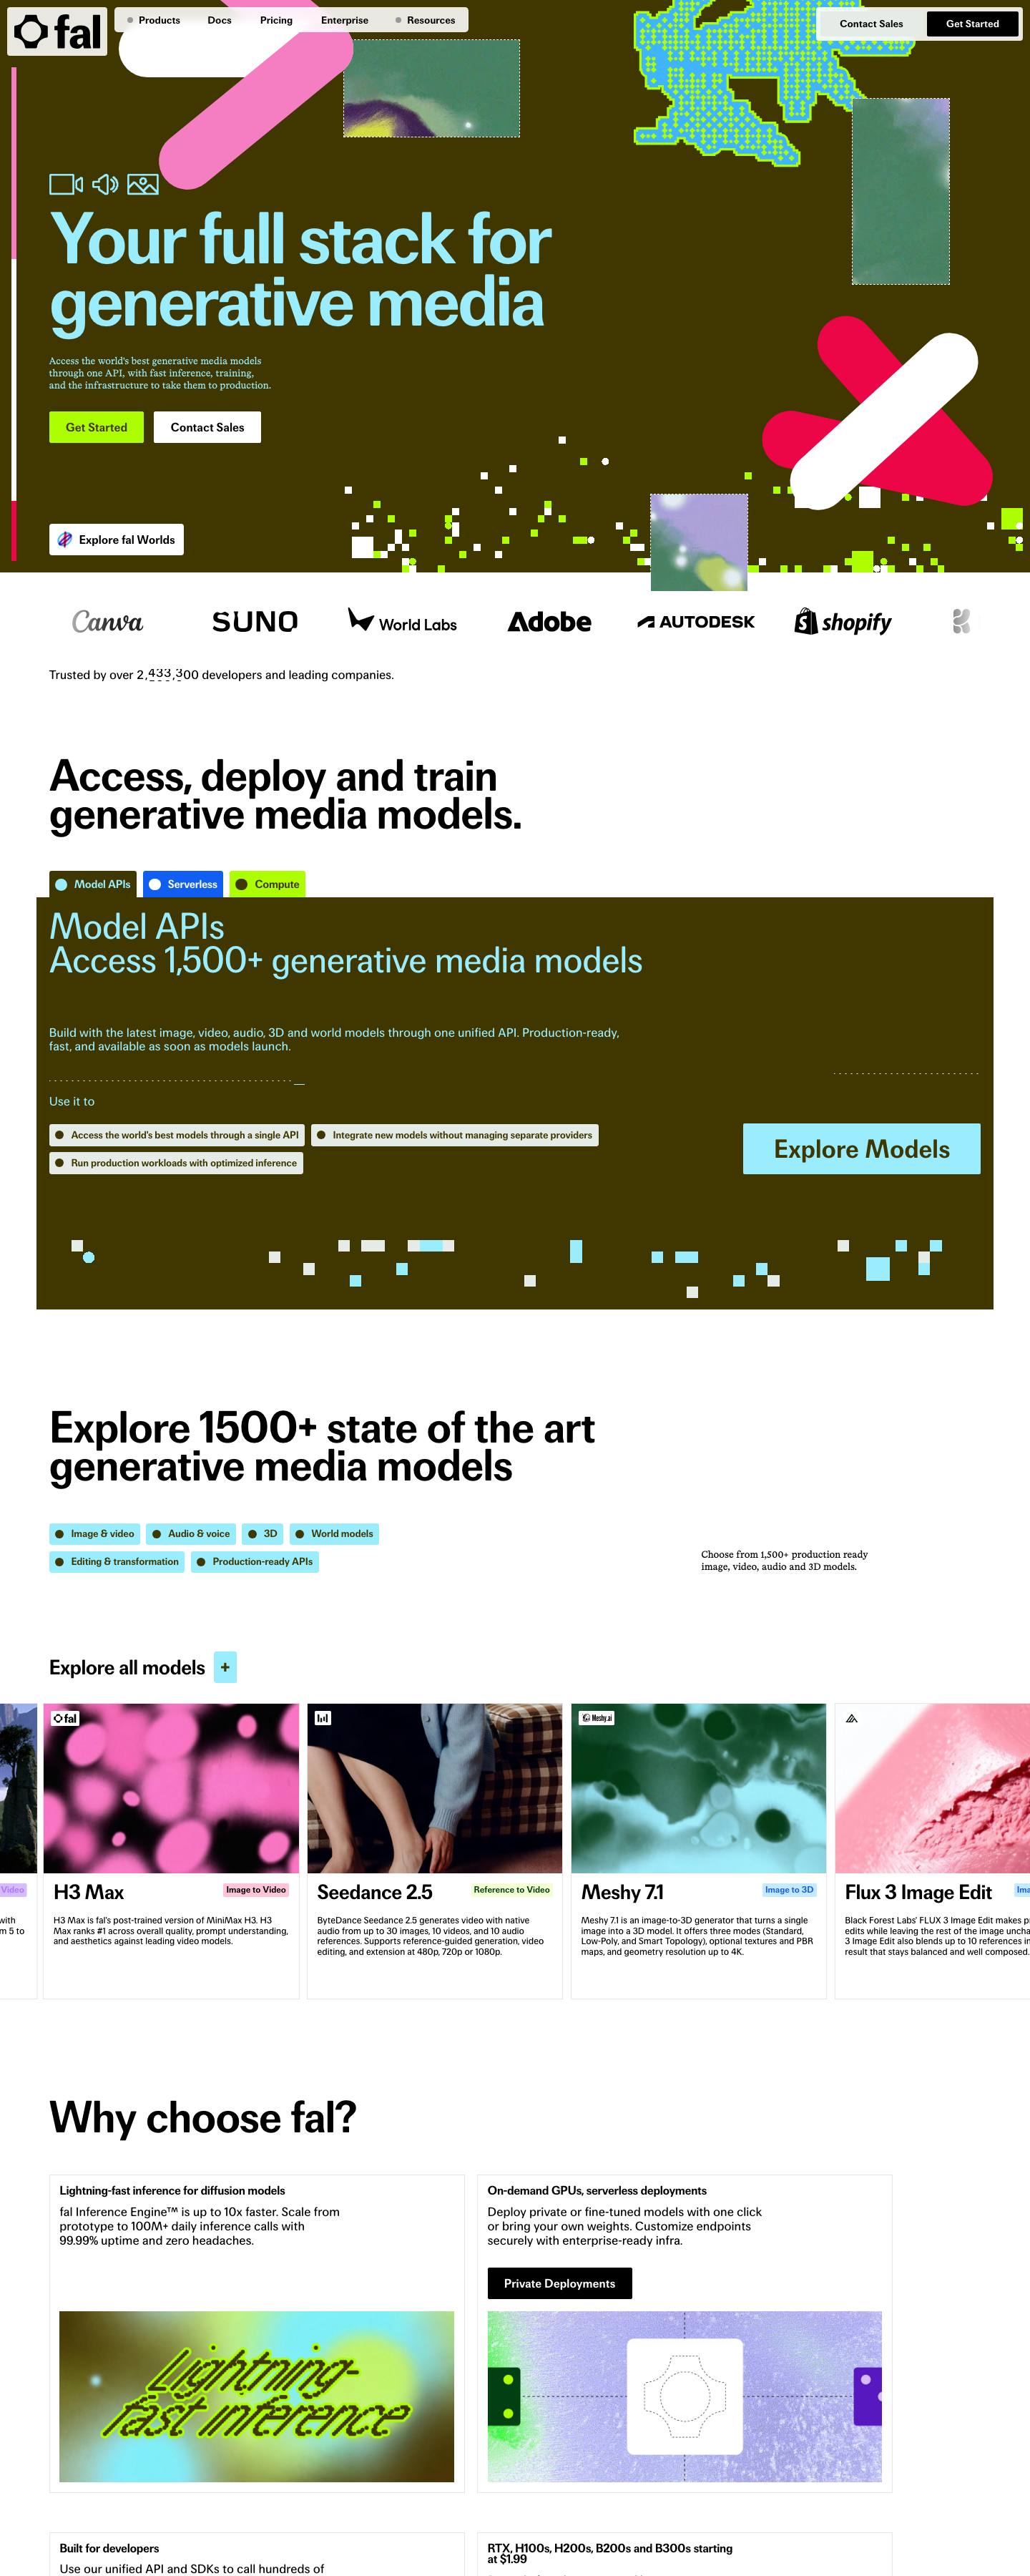 fal
Products Docs Pricing Enterprise Resources
Contact Sales Get Started
Your full stack for
generative media
Access the world's best generative media models
through one API, with fast inference, training,
and the infrastructure to take them to production.
Get Started Contact Sales
Explore fal Worlds
Canva SUNO World Labs Adobe AUTODESK shopify
Trusted by over 2,433,300 developers and leading companies.
Access, deploy and train
generative media models.
Model APIs Serverless Compute
Model APIs
Access 1,500+ generative media models
Build with the latest image, video, audio, 3D and world models through one unified API. Production-ready,
fast, and available as soon as models launch.
Use it to
Access the world's best models through a single API Integrate new models without managing separate providers
Run production workloads with optimized inference
Explore Models
Explore 1500+ state of the art
generative media models
Image & video Audio & voice 3D World models
Editing & transformation Production-ready APIs
Choose from 1,500+ production ready
image, video, audio and 3D models.
Explore all models +
Video
with
m 5 to
fal
H3 Max Image to Video
H3 Max is fal's post-trained version of MiniMax H3. H3
Max ranks #1 across overall quality, prompt understanding,
and aesthetics against leading video models.
Seedance 2.5 Reference to Video
ByteDance Seedance 2.5 generates video with native
audio from up to 30 images, 10 videos, and 10 audio
references. Supports reference-guided generation, video
editing, and extension at 480p, 720p or 1080p.
Meshy.ai
Meshy 7.1 Image to 3D
Meshy 7.1 is an image-to-3D generator that turns a single
image into a 3D model. It offers three modes (Standard,
Low-Poly, and Smart Topology), optional textures and PBR
maps, and geometry resolution up to 4K.
Flux 3 Image Edit Ima
Black Forest Labs' FLUX 3 Image Edit makes p
edits while leaving the rest of the image uncha
3 Image Edit also blends up to 10 references in
result that stays balanced and well composed.
Why choose fal?
Lightning-fast inference for diffusion models
fal Inference Engine™ is up to 10x faster. Scale from
prototype to 100M+ daily inference calls with
99.99% uptime and zero headaches.
Lightning-
fast inference
On-demand GPUs, serverless deployments
Deploy private or fine-tuned models with one click
or bring your own weights. Customize endpoints
securely with enterprise-ready infra.
Private Deployments
Built for developers
Use our unified API and SDKs to call hundreds of
RTX, H100s, H200s, B200s and B300s starting
at $1.99